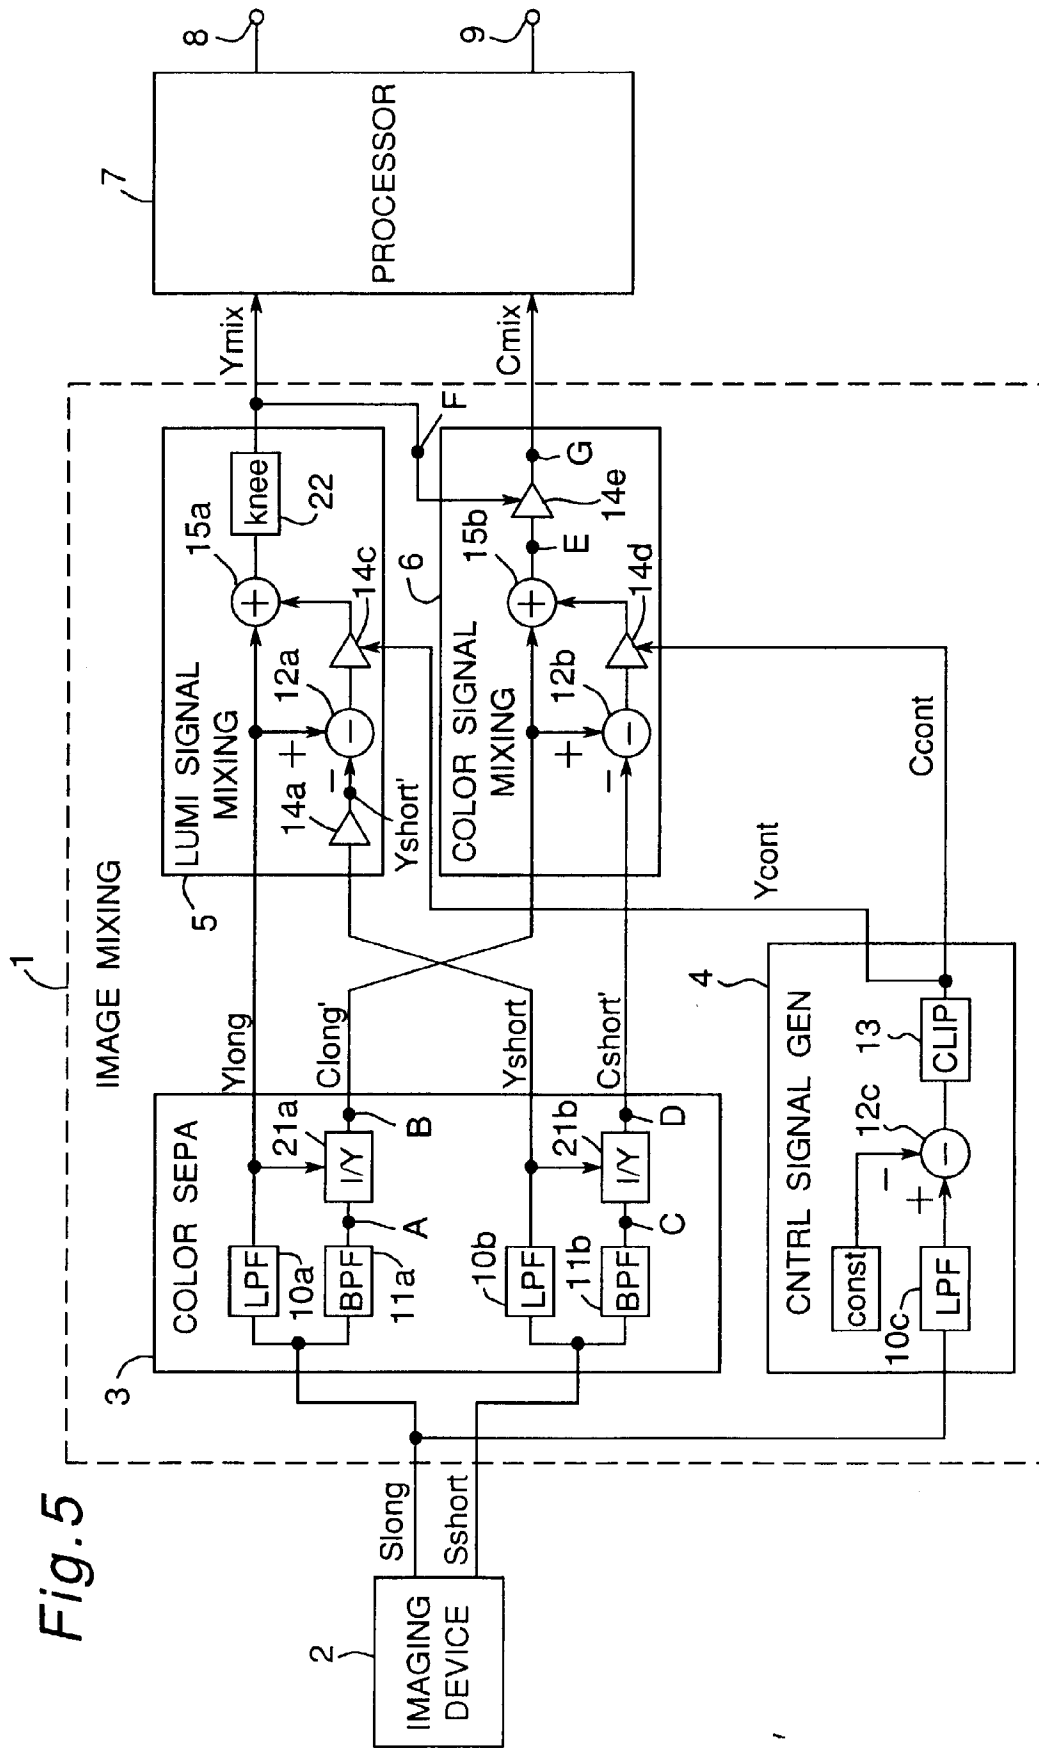 Fig.5
1
IMAGE MIXING
2
IMAGING
DEVICE
Slong
Sshort
3
COLOR SEPA
LPF
10a
BPF
11a
A
21a
I/Y
B
10b
LPF
11b
BPF
C
21b
I/Y
D
Ylong
Clong'
Yshort
Cshort'
4
CNTRL SIGNAL GEN
const
10c
LPF
−
+
12c
−
13
CLIP
Ycont
Ccont
5
LUMI SIGNAL
MIXING
14a
Yshort'
−
+
12a
−
14c
15a
+
knee
22
6
COLOR SIGNAL
MIXING
+
−
12b
−
14d
15b
+
E
14e
G
F
Ymix
Cmix
7
PROCESSOR
8
9